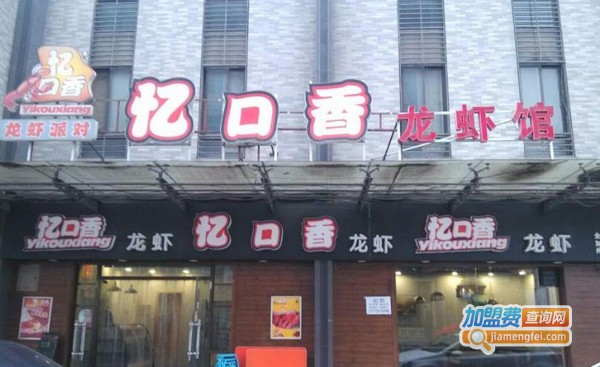 忆口香
Yikouxiang
龙虾派对
忆口香龙虾馆
忆口香
Yikouxiang
龙虾
忆口香
龙虾
忆口香
Yikouxiang
龙虾
加盟费查询网
jiamengfei.com